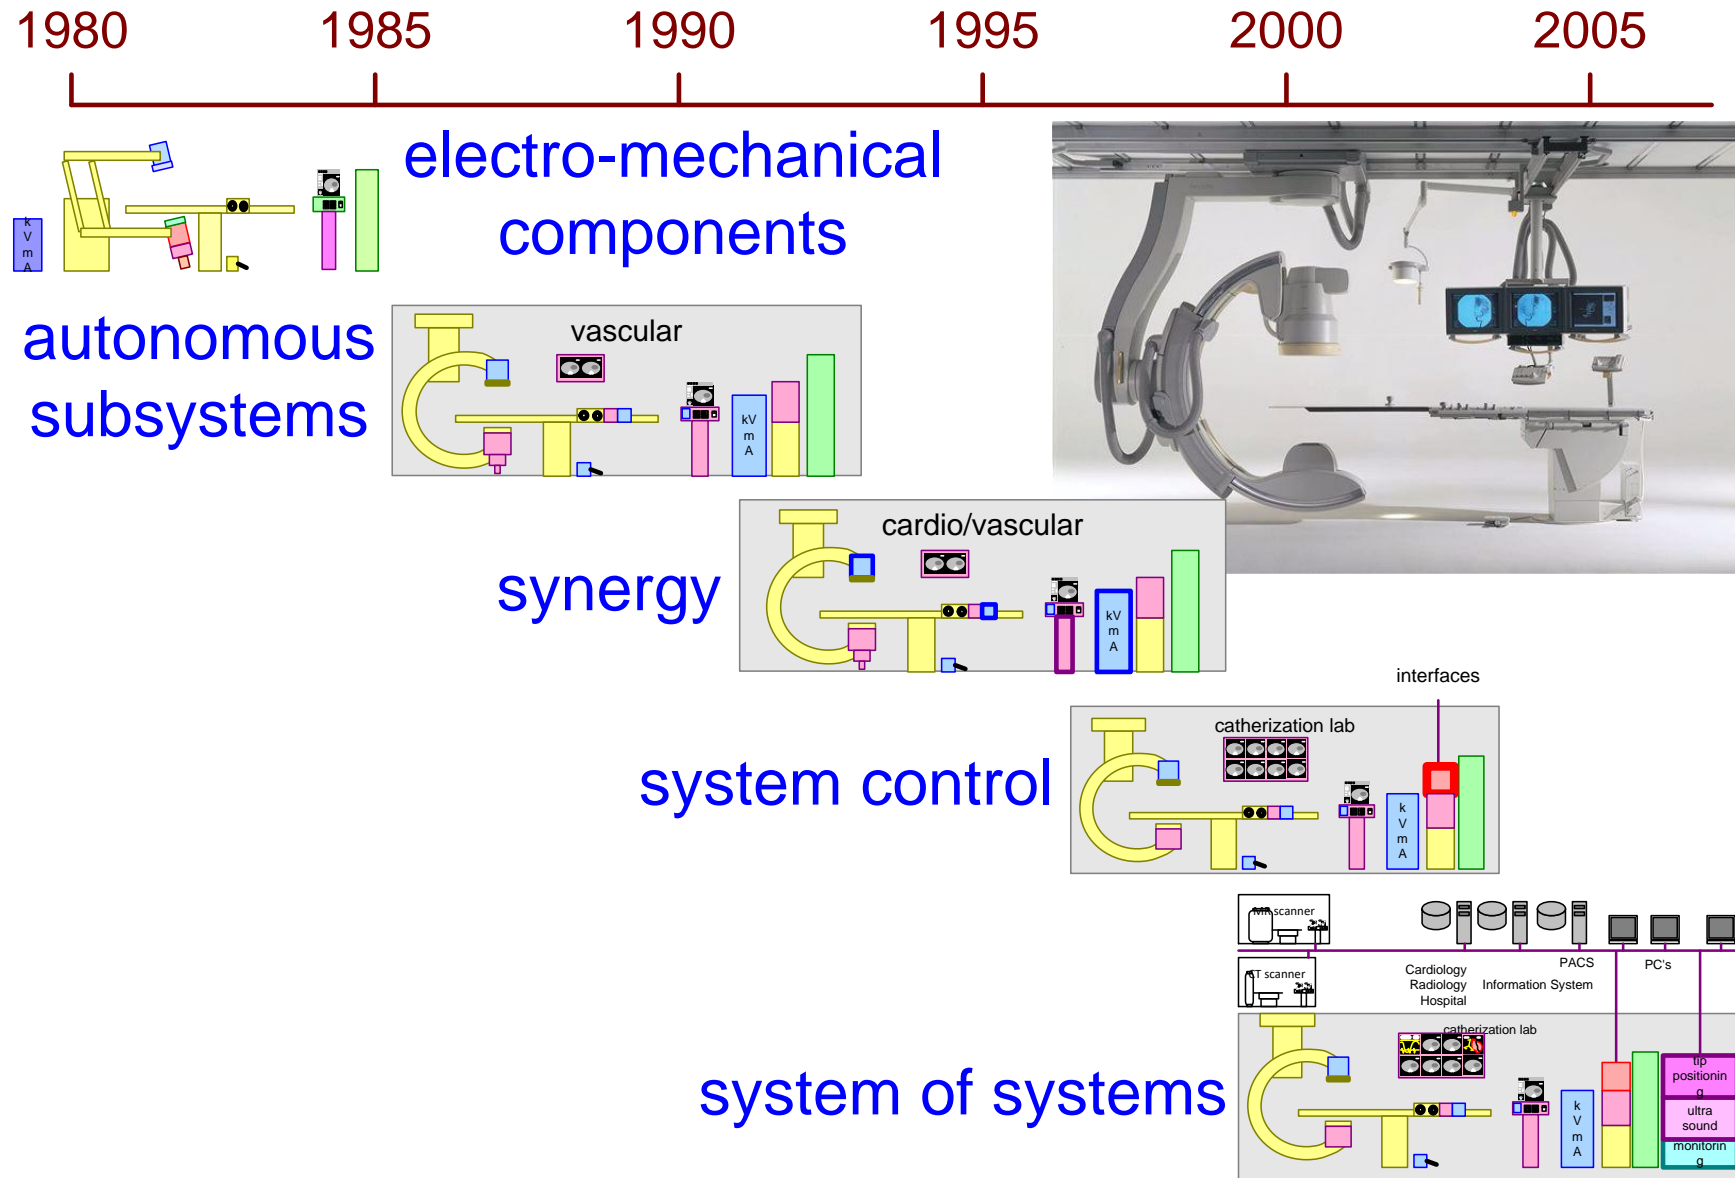 1980 1985 1990 1995 2000 2005
electro-mechanical
components
k
V
m
A
autonomous
subsystems
vascular
kV
m
A
synergy
cardio/vascular
kV
m
A
interfaces
system control
catherization lab
k
V
m
A
MR scanner
CT scanner
Cardiology
Radiology
Hospital
Information System
PACS
PC's
system of systems
catherization lab
k
V
m
A
tip
positionin
g
ultra
sound
monitorin
g